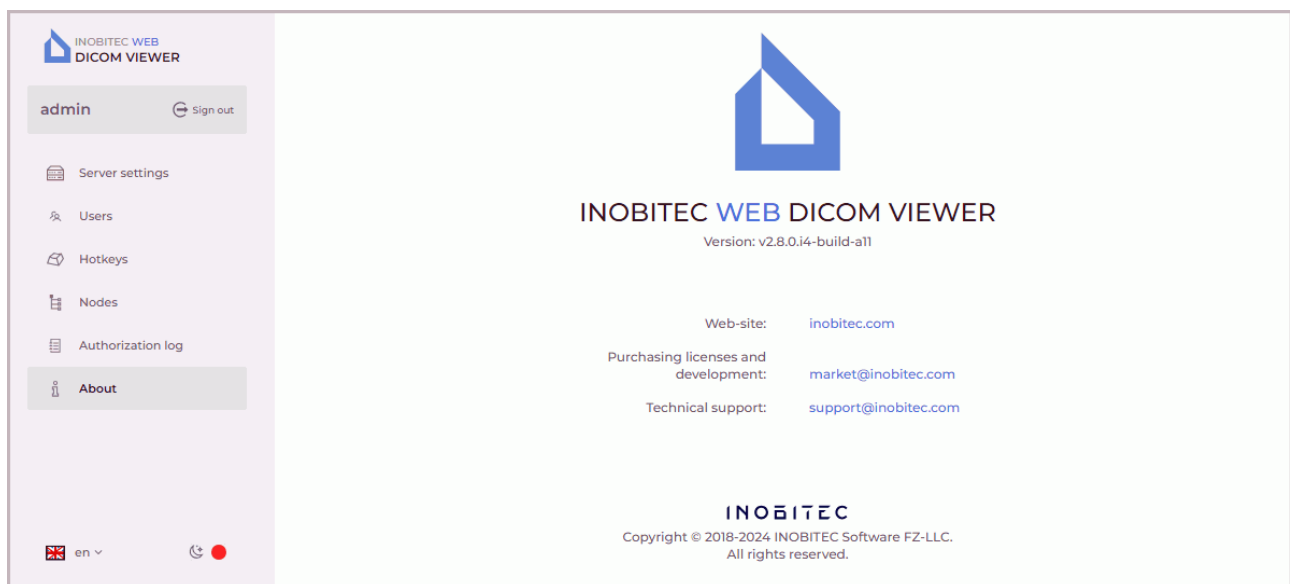 INOBITEC WEB
DICOM VIEWER
admin
Sign out
Server settings
Users
Hotkeys
Nodes
Authorization log
About
en
INOBITEC WEB DICOM VIEWER
Version: v2.8.0.i4-build-a11
Web-site: inobitec.com
Purchasing licenses and
development: market@inobitec.com
Technical support: support@inobitec.com
INOBITEC
Copyright © 2018-2024 INOBITEC Software FZ-LLC.
All rights reserved.